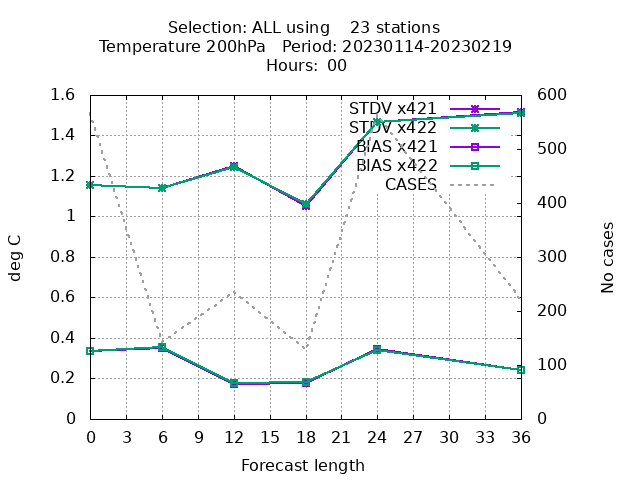 Selection: ALL using    23 stations
Temperature 200hPa   Period: 20230114-20230219
Hours: 00
1.6
1.4
1.2
1
0.8
0.6
0.4
0.2
0
deg C
STDV x421
STDV x422
BIAS x421
BIAS x422
CASES
600
500
400
300
200
100
0
No cases
0 3 6 9 12 15 18 21 24 27 30 33 36
Forecast length